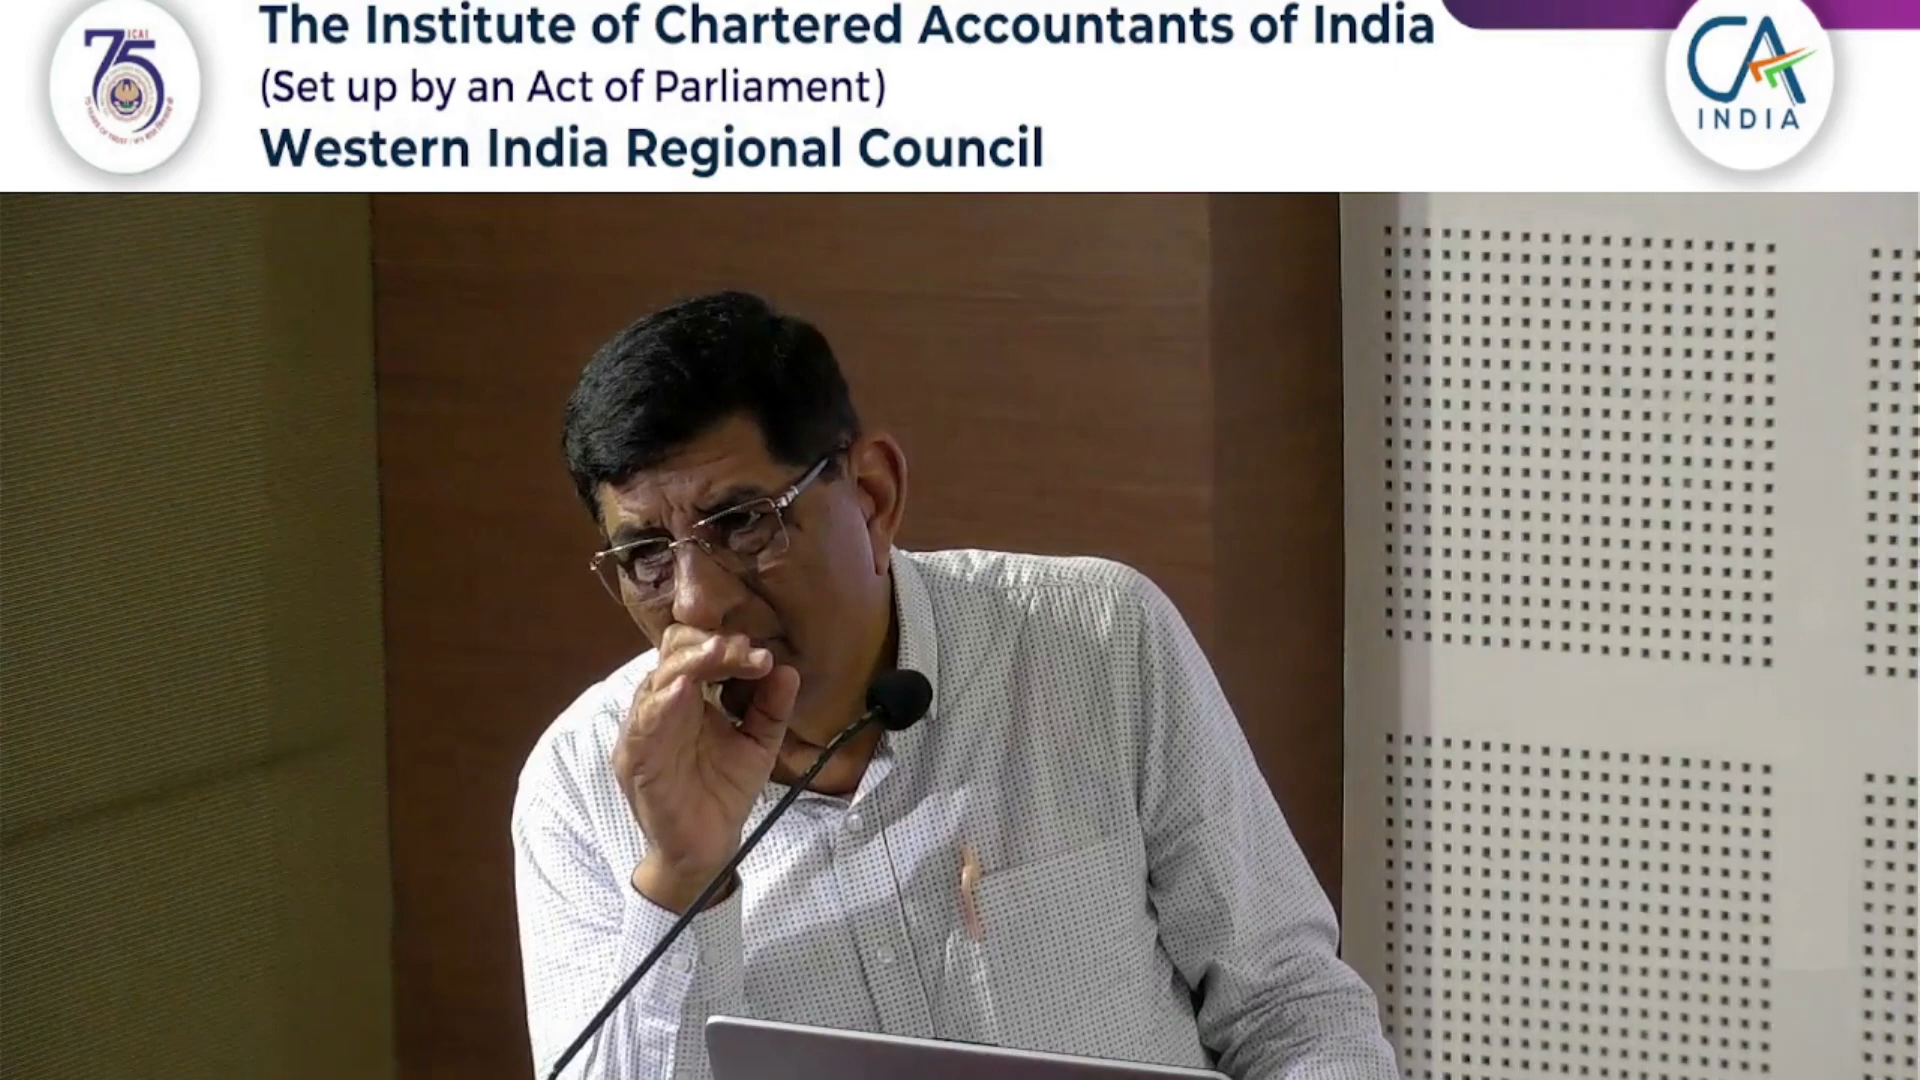 The Institute of Chartered Accountants of India
(Set up by an Act of Parliament)
Western India Regional Council
75
ICAI
CA
INDIA